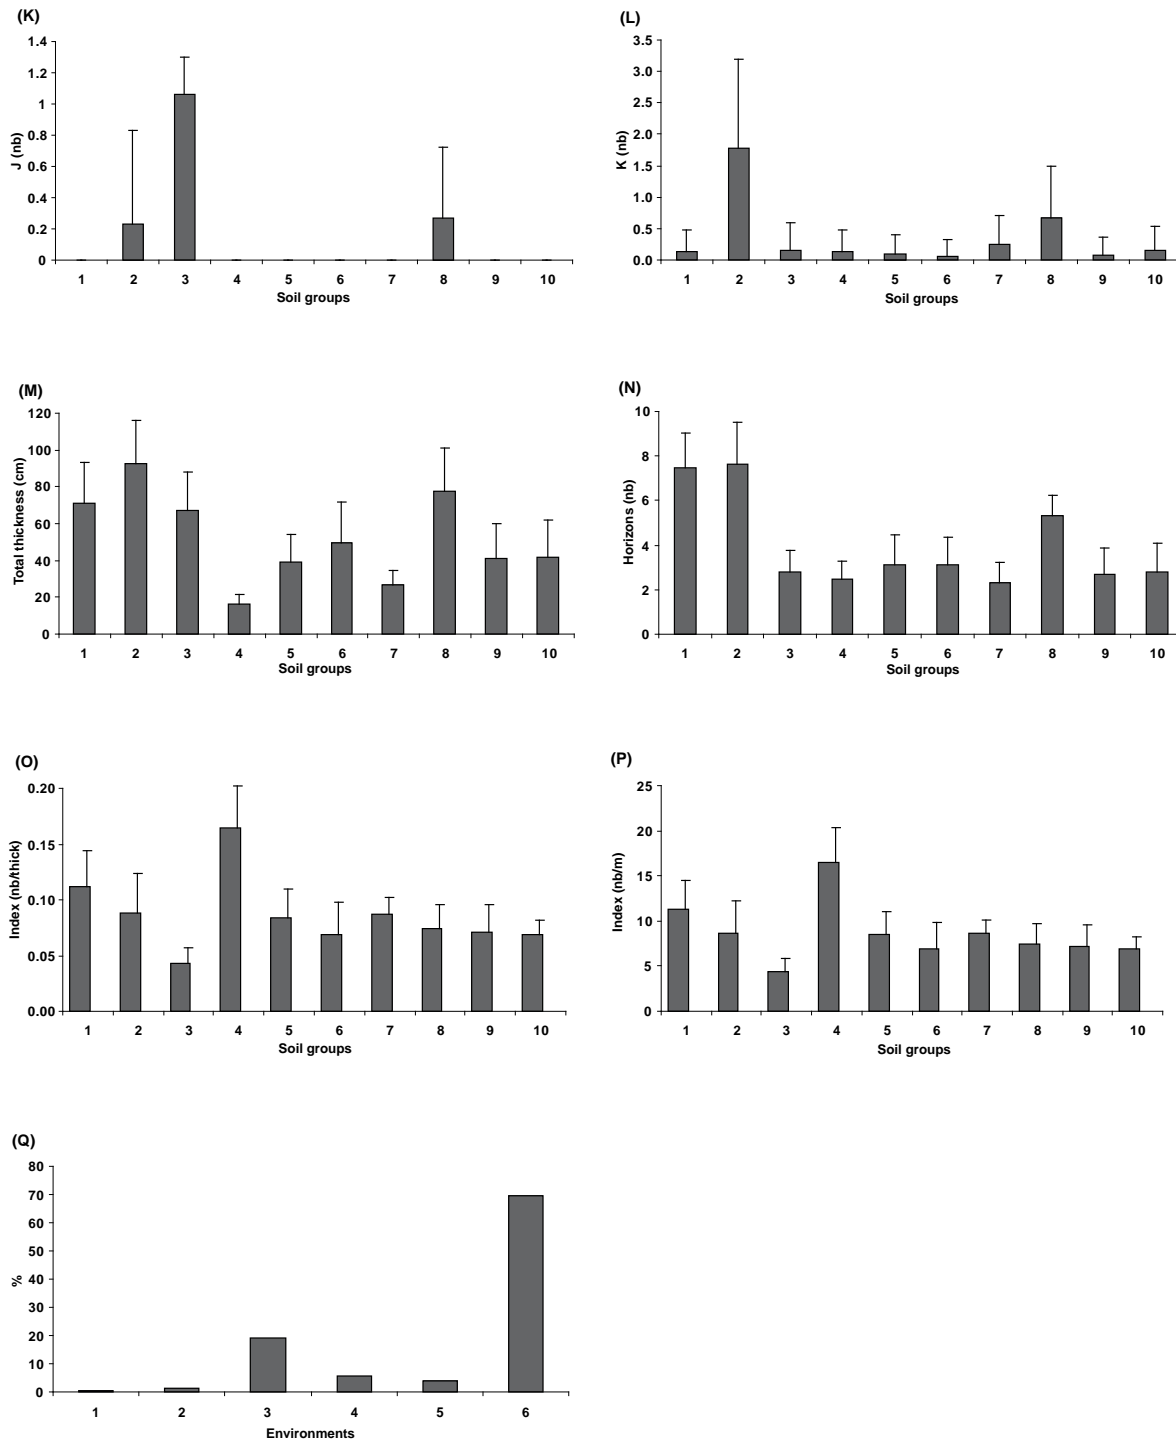 (K)
1.4
1.2
1
0.8
0.6
0.4
0.2
0
J (nb)
1 2 3 4 5 6 7 8 9 10
Soil groups
(L)
3.5
3.0
2.5
2.0
1.5
1.0
0.5
0.0
K (nb)
1 2 3 4 5 6 7 8 9 10
Soil groups
(M)
120
100
80
60
40
20
0
Total thickness (cm)
1 2 3 4 5 6 7 8 9 10
Soil groups
(N)
10
8
6
4
2
0
Horizons (nb)
1 2 3 4 5 6 7 8 9 10
Soil groups
(O)
0.20
0.15
0.10
0.05
0.00
Index (nb/thick)
1 2 3 4 5 6 7 8 9 10
Soil groups
(P)
25
20
15
10
5
0
Index (nb/m)
1 2 3 4 5 6 7 8 9 10
Soil groups
(Q)
80
70
60
50
40
30
20
10
0
%
1 2 3 4 5 6
Environments